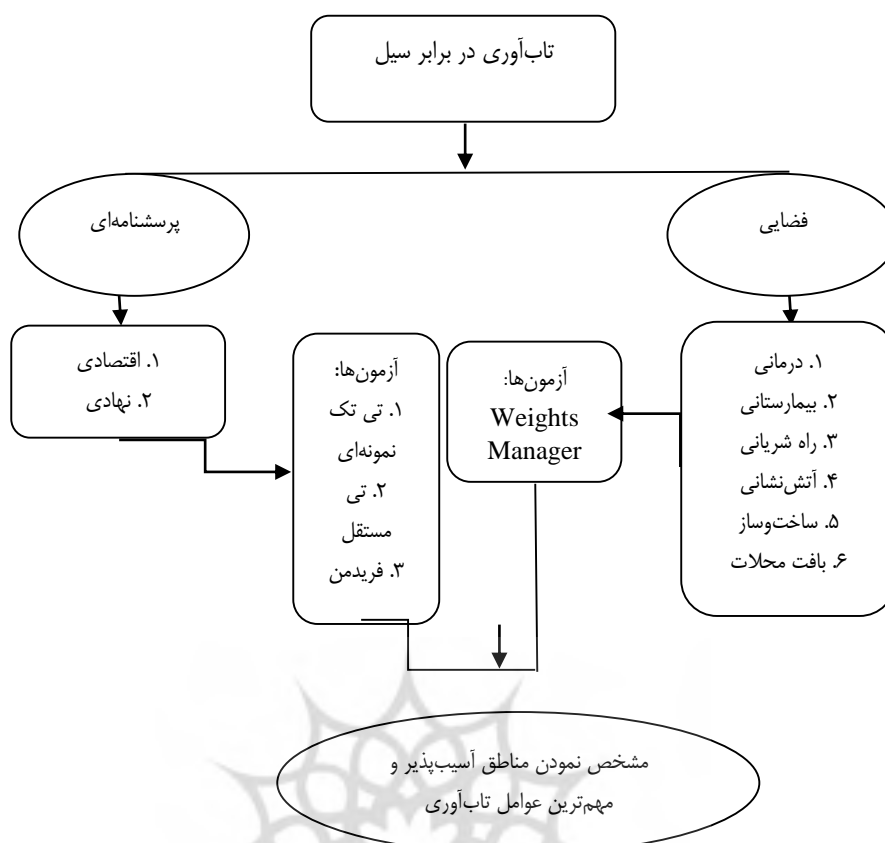 تاب‌آوری در برابر سیل
فضایی
پرسشنامه‌ای
۱. درمانی
۲. بیمارستانی
۳. راه شریانی
۴. آتش‌نشانی
۵. ساخت‌وساز
۶. بافت محلات
آزمون‌ها:
Weights
Manager
آزمون‌ها:
۱. تی تک
نمونه‌ای
۲. تی
مستقل
۳. فریدمن
۱. اقتصادی
۲. نهادی
مشخص نمودن مناطق آسیب‌پذیر و
مهم‌ترین عوامل تاب‌آوری